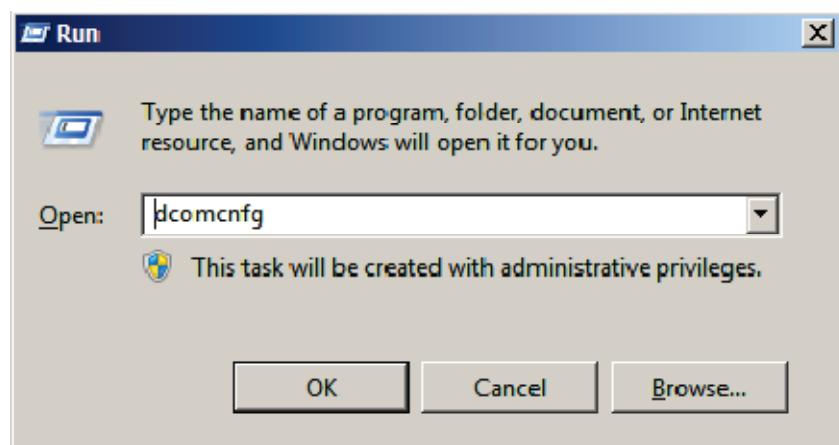 Run
Type the name of a program, folder, document, or Internet
resource, and Windows will open it for you.
Open: dcomcnfg
This task will be created with administrative privileges.
OK Cancel Browse...